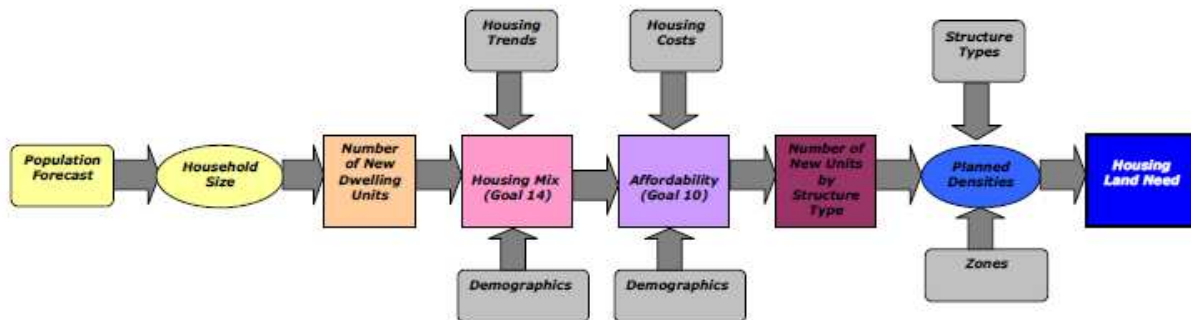 Housing
Trends
Housing
Costs
Structure
Types
Population
Forecast
Household
Size
Number
of New
Dwelling
Units
Housing Mix
(Goal 14)
Affordability
(Goal 10)
Number of
New Units
by
Structure
Type
Planned
Densities
Housing
Land Need
Demographics
Demographics
Zones